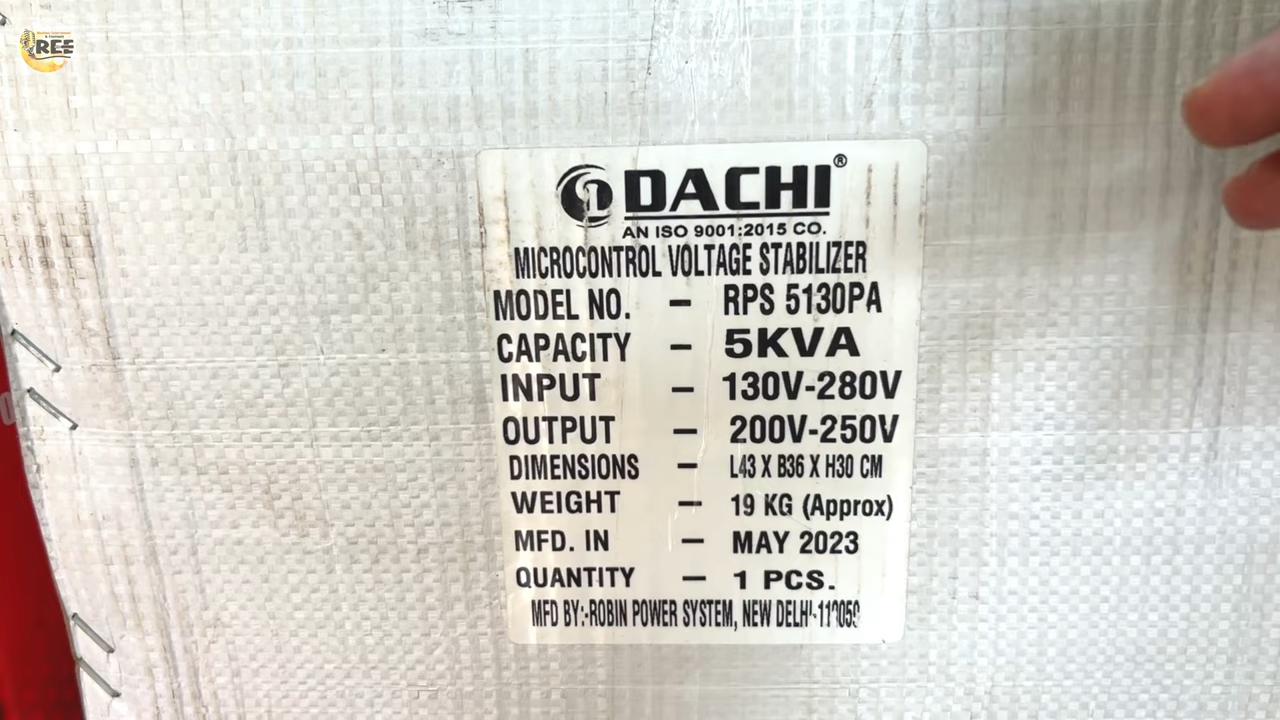 REE
DACHI®
AN ISO 9001:2015 CO.
MICROCONTROL VOLTAGE STABILIZER
MODEL NO. – RPS 5130PA
CAPACITY – 5KVA
INPUT – 130V-280V
OUTPUT – 200V-250V
DIMENSIONS – L43 X B36 X H30 CM
WEIGHT – 19 KG (Approx)
MFD. IN – MAY 2023
QUANTITY – 1 PCS.
MFD BY:-ROBIN POWER SYSTEM, NEW DELHI-110059